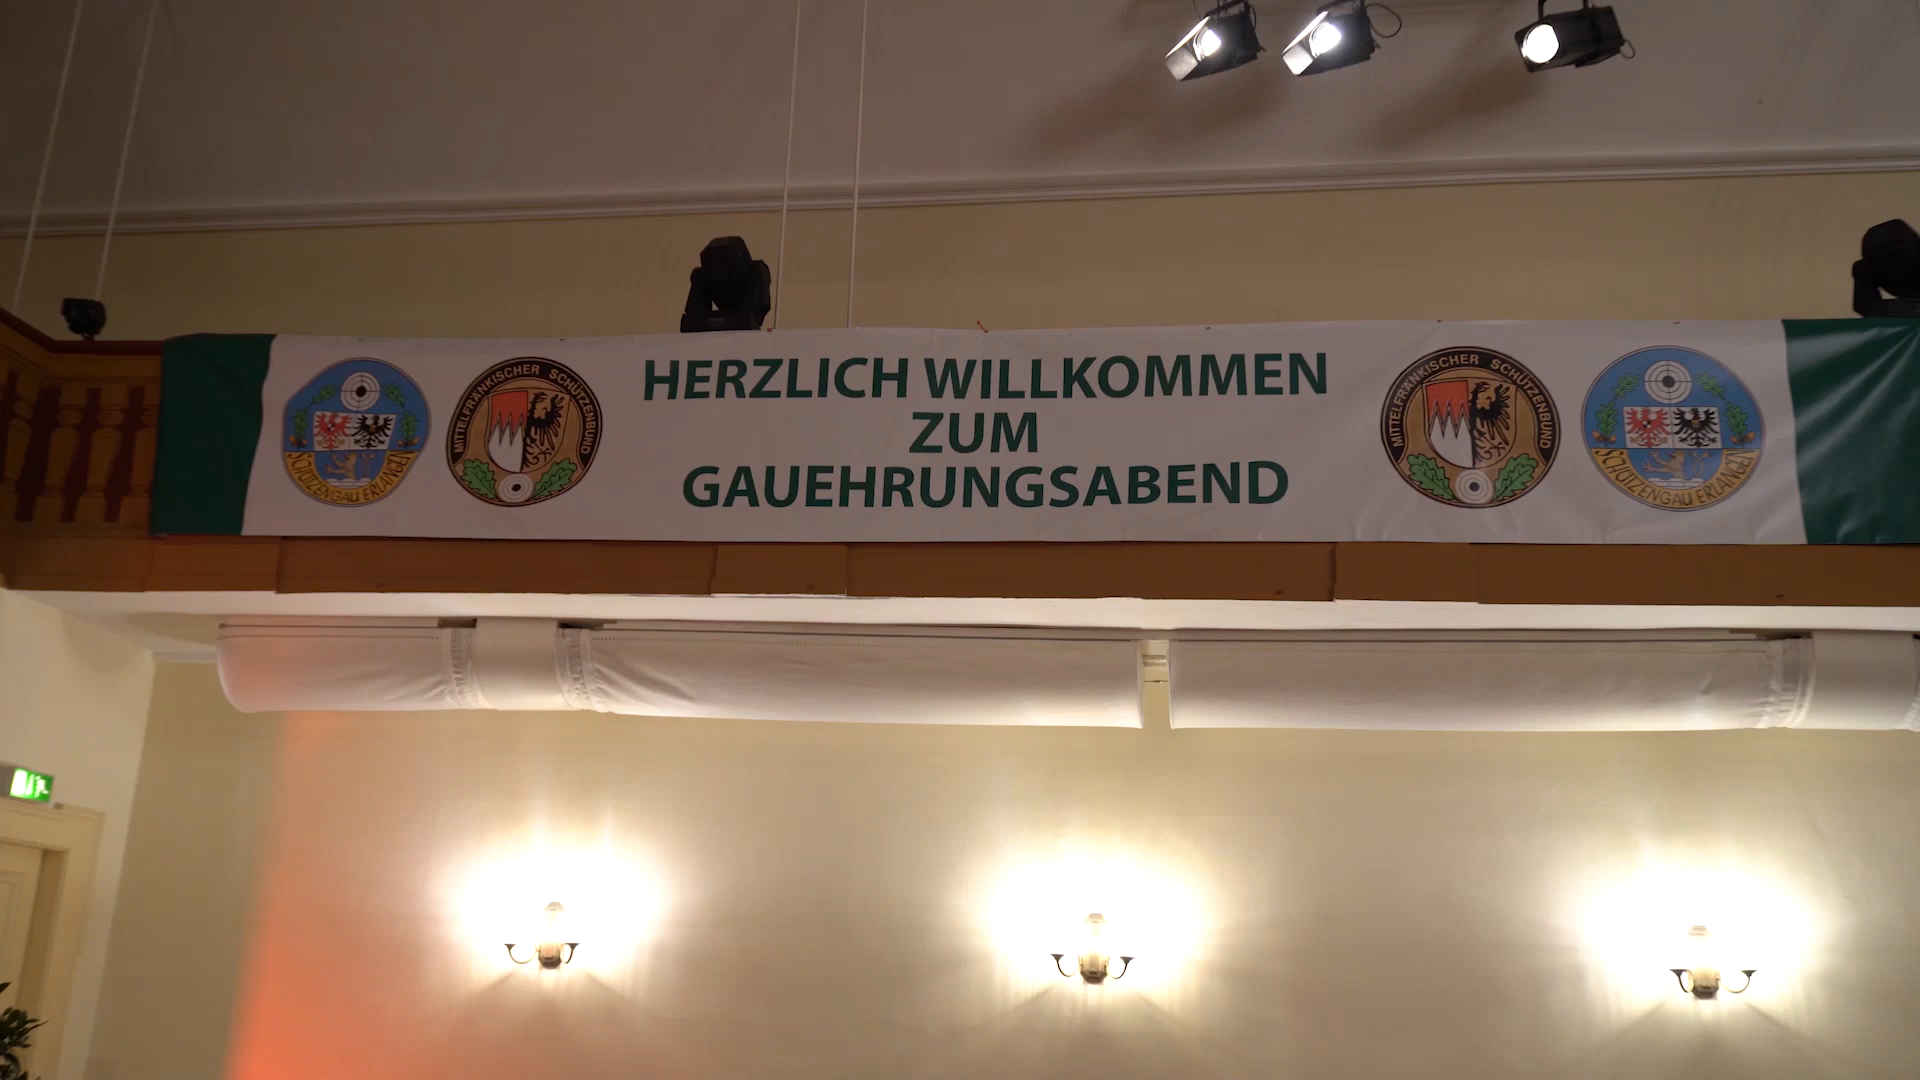 SCHÜTZENGAU ERLANGEN
MITTELFRÄNKISCHER SCHÜTZENBUND
HERZLICH WILLKOMMEN
ZUM
GAUEHRUNGSABEND
MITTELFRÄNKISCHER SCHÜTZENBUND
SCHÜTZENGAU ERLANGEN